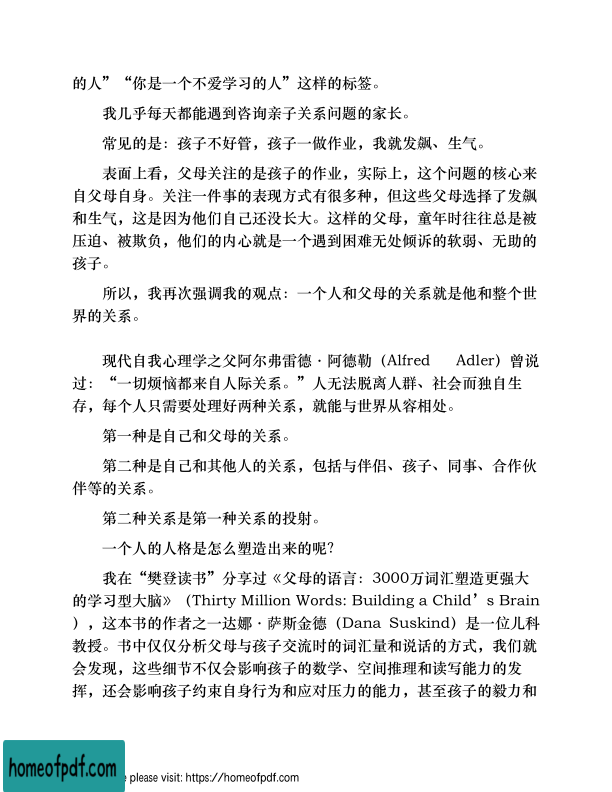 的人”“你是一个不爱学习的人”这样的标签。
我几乎每天都能遇到咨询亲子关系问题的家长。
常见的是：孩子不好管，孩子一做作业，我就发飙、生气。
表面上看，父母关注的是孩子的作业，实际上，这个问题的核心来
自父母自身。关注一件事的表现方式有很多种，但这些父母选择了发飙
和生气，这是因为他们自己还没长大。这样的父母，童年时往往总是被
压迫、被欺负，他们的内心就是一个遇到困难无处倾诉的软弱、无助的
孩子。
所以，我再次强调我的观点：一个人和父母的关系就是他和整个世
界的关系。
现代自我心理学之父阿尔弗雷德·阿德勒（Alfred Adler）曾说
过：“一切烦恼都来自人际关系。”人无法脱离人群、社会而独自生
存，每个人只需要处理好两种关系，就能与世界从容相处。
第一种是自己和父母的关系。
第二种是自己和其他人的关系，包括与伴侣、孩子、同事、合作伙
伴等的关系。
第二种关系是第一种关系的投射。
一个人的人格是怎么塑造出来的呢？
我在“樊登读书”分享过《父母的语言：3000万词汇塑造更强大
的学习型大脑》（Thirty Million Words: Building a Child’s Brain
），这本书的作者之一达娜·萨斯金德（Dana Suskind）是一位儿科
教授。书中仅仅分析父母与孩子交流时的词汇量和说话的方式，我们就
会发现，这些细节不仅会影响孩子的数学、空间推理和读写能力的发
挥，还会影响孩子约束自身行为和应对压力的能力，甚至孩子的毅力和
homeofpdf.com
e please visit: https://homeofpdf.com